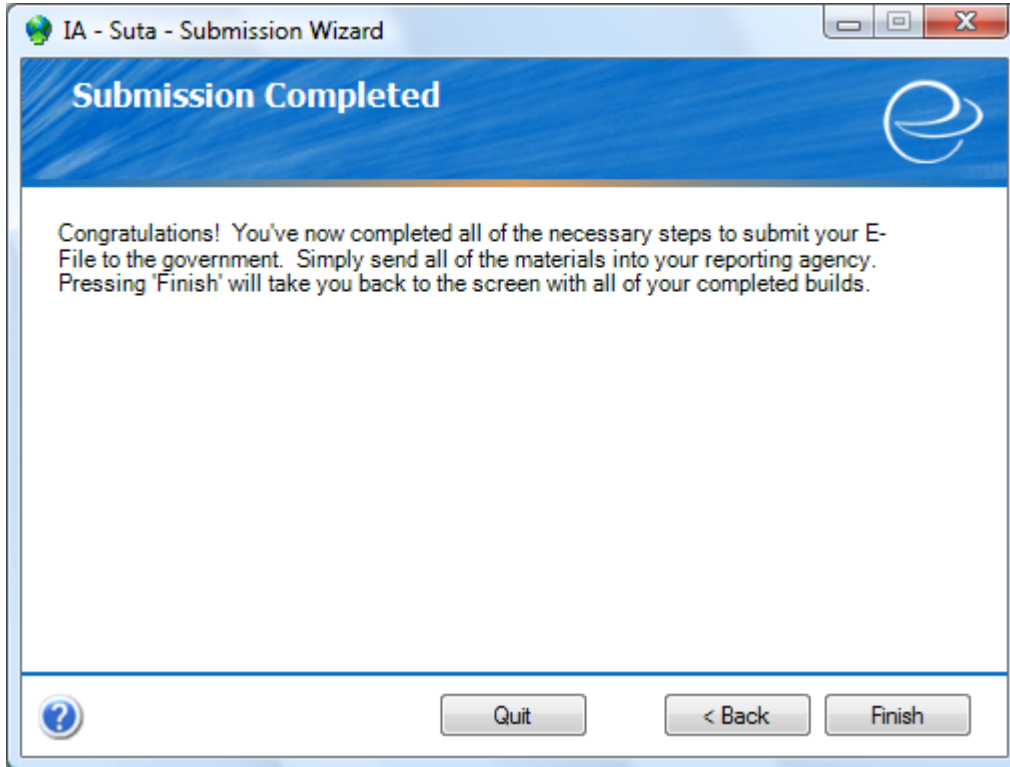 IA - Suta - Submission Wizard
Submission Completed
Congratulations!  You've now completed all of the necessary steps to submit your E-
File to the government.  Simply send all of the materials into your reporting agency.
Pressing 'Finish' will take you back to the screen with all of your completed builds.
Quit
< Back
Finish